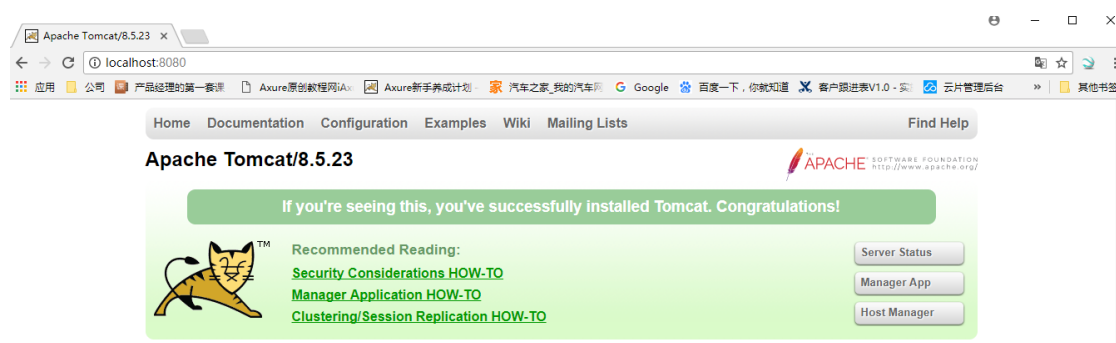 Apache Tomcat/8.5.23
localhost:8080
应用 公司 产品经理的第一套课 Axure原创教程网iAx Axure新手养成计划 - 汽车之家_我的汽车网 Google 百度一下，你就知道 客户跟进表V1.0 - 实 云片管理后台 » 其他书签
Home Documentation Configuration Examples Wiki Mailing Lists Find Help
Apache Tomcat/8.5.23
APACHE SOFTWARE FOUNDATION
http://www.apache.org/
If you're seeing this, you've successfully installed Tomcat. Congratulations!
TM
Recommended Reading:
Security Considerations HOW-TO
Manager Application HOW-TO
Clustering/Session Replication HOW-TO
Server Status
Manager App
Host Manager